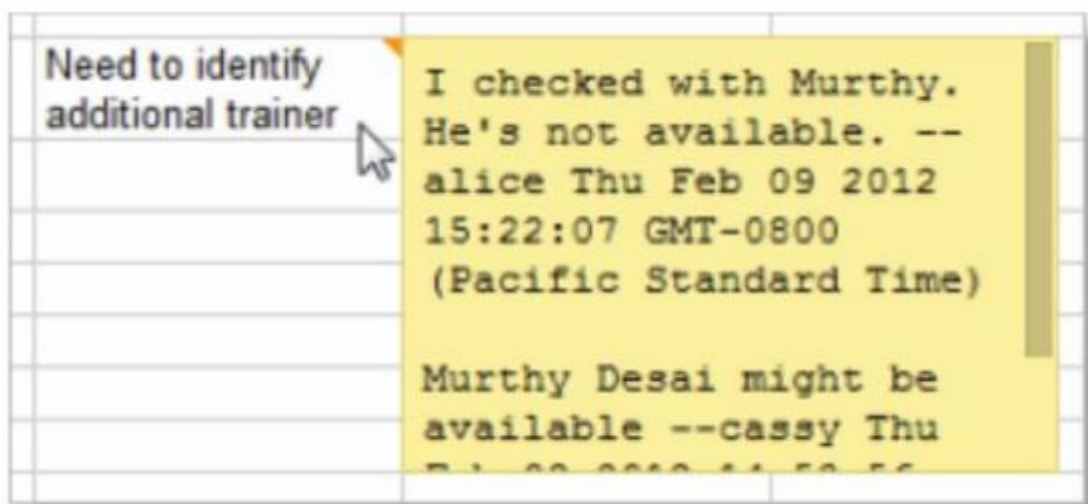 Need to identify
additional trainer
I checked with Murthy.
He's not available. --
alice Thu Feb 09 2012
15:22:07 GMT-0800
(Pacific Standard Time)
Murthy Desai might be
available --cassy Thu